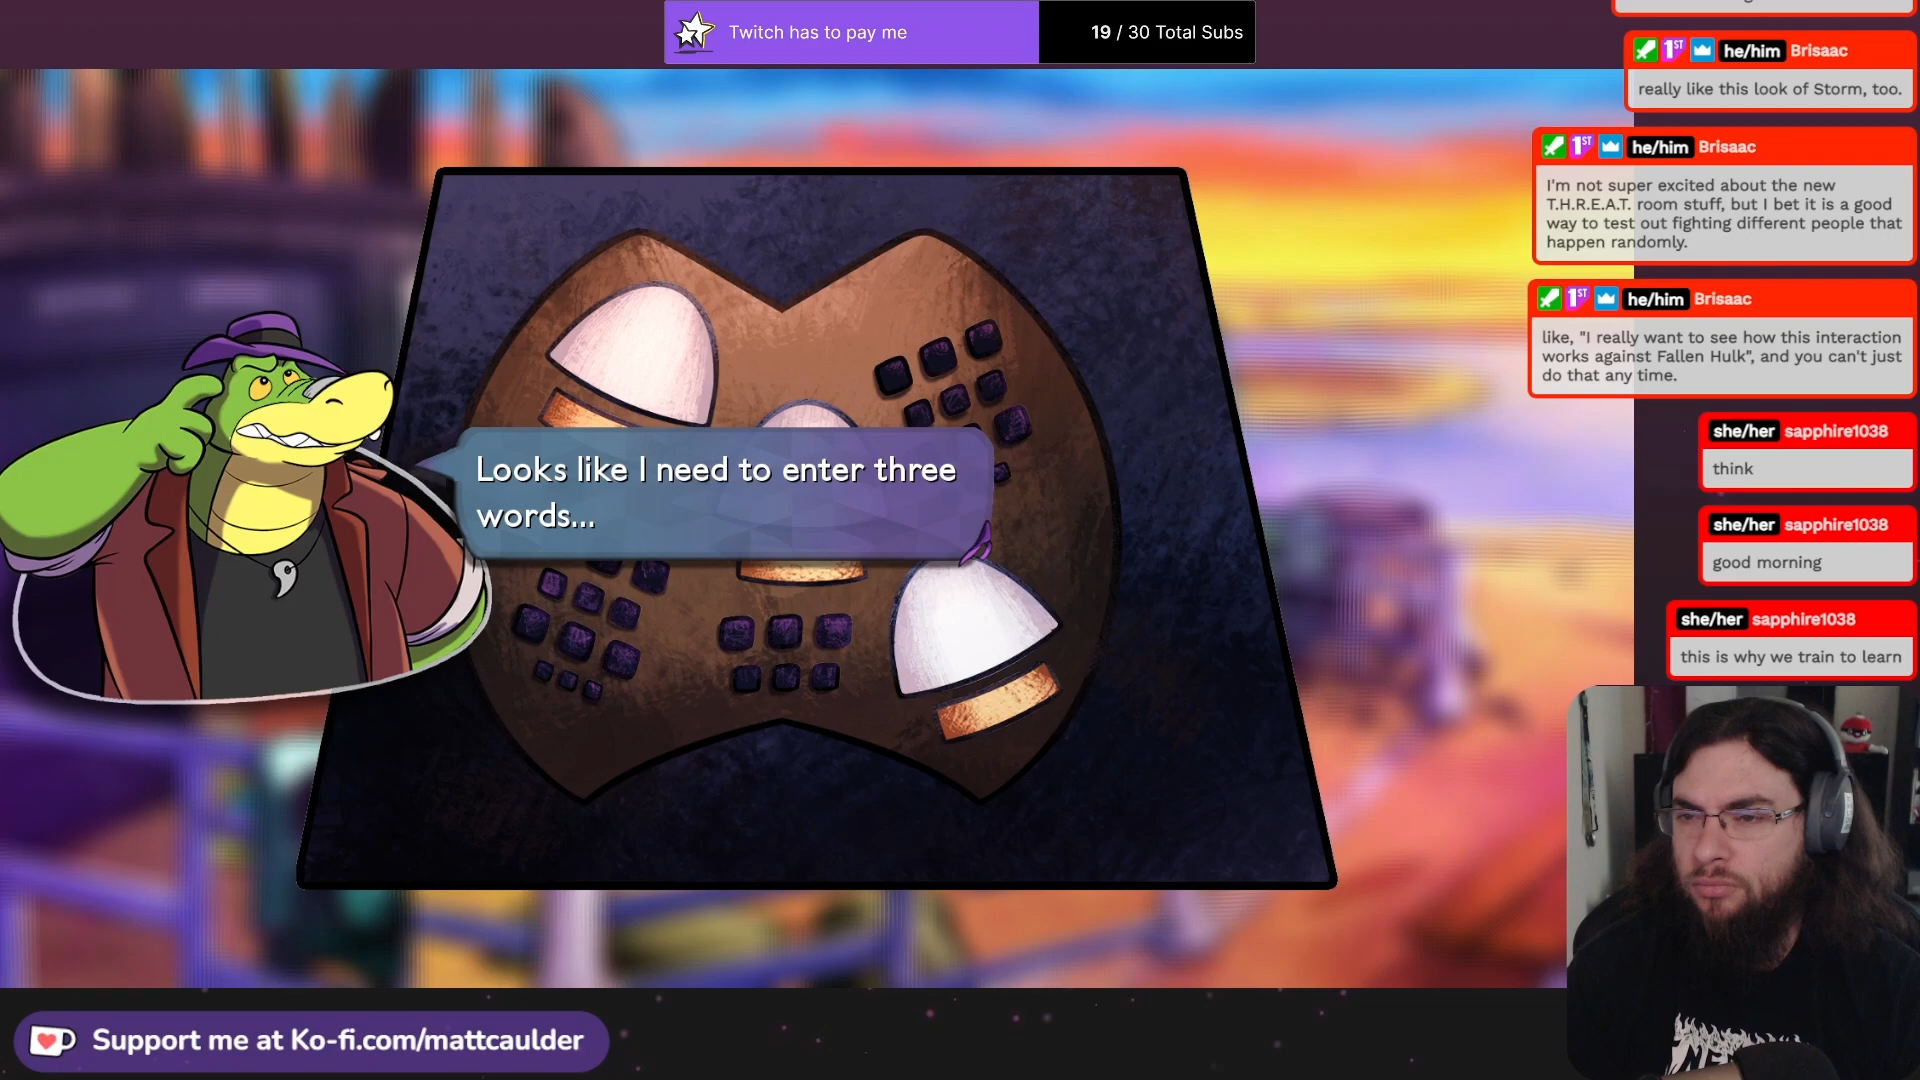 Twitch has to pay me
19 / 30 Total Subs
he/him Brisaac
really like this look of Storm, too.
he/him Brisaac
I'm not super excited about the new
T.H.R.E.A.T. room stuff, but I bet it is a good
way to test out fighting different people that
happen randomly.
he/him Brisaac
like, "I really want to see how this interaction
works against Fallen Hulk", and you can't just
do that any time.
she/her sapphire1038
think
she/her sapphire1038
good morning
she/her sapphire1038
this is why we train to learn
Looks like I need to enter three
words...
Support me at Ko-fi.com/mattcaulder